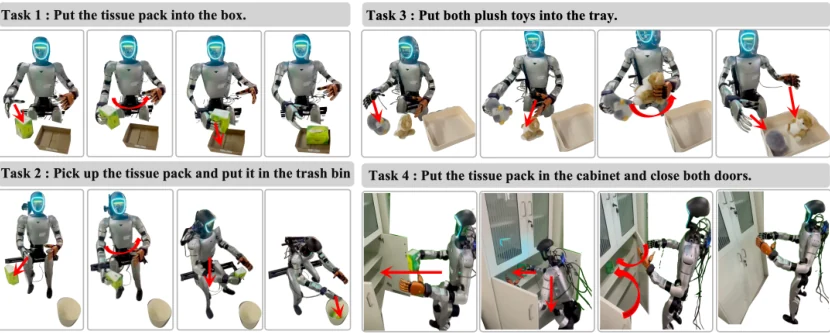 Task 1 : Put the tissue pack into the box.
Task 3 : Put both plush toys into the tray.
Task 2 : Pick up the tissue pack and put it in the trash bin
Task 4 : Put the tissue pack in the cabinet and close both doors.